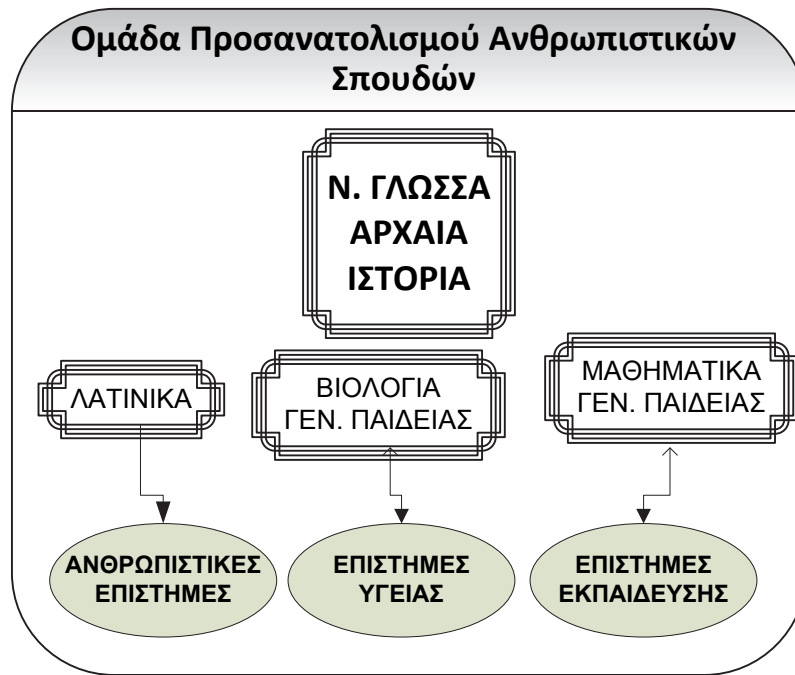 Ομάδα Προσανατολισμού Ανθρωπιστικών
Σπουδών
Ν. ΓΛΩΣΣΑ
ΑΡΧΑΙΑ
ΙΣΤΟΡΙΑ
ΛΑΤΙΝΙΚΑ
ΒΙΟΛΟΓΙΑ
ΓΕΝ. ΠΑΙΔΕΙΑΣ
ΜΑΘΗΜΑΤΙΚΑ
ΓΕΝ. ΠΑΙΔΕΙΑΣ
ΑΝΘΡΩΠΙΣΤΙΚΕΣ
ΕΠΙΣΤΗΜΕΣ
ΕΠΙΣΤΗΜΕΣ
ΥΓΕΙΑΣ
ΕΠΙΣΤΗΜΕΣ
ΕΚΠΑΙΔΕΥΣΗΣ